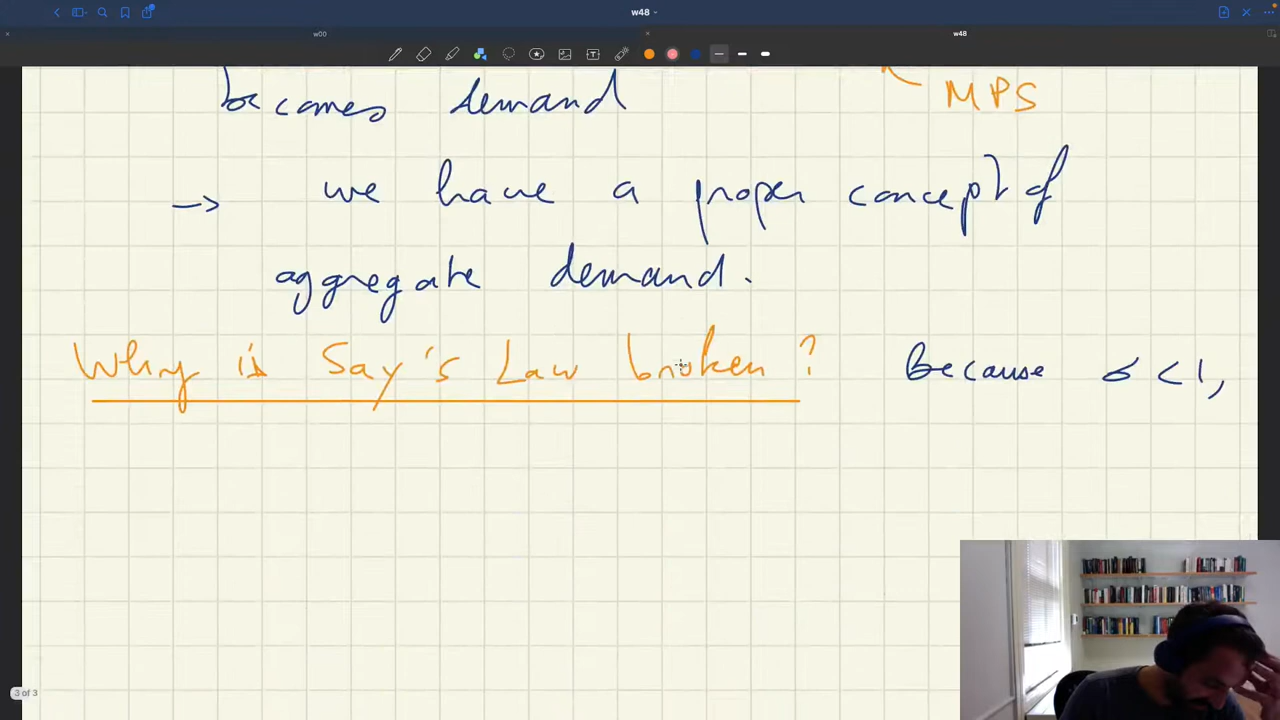 w48
w00
w48
becomes demand
MPS
→ we have a proper concept of
aggregate demand.
Why is Say's Law broken? Because σ < 1,
3 of 3